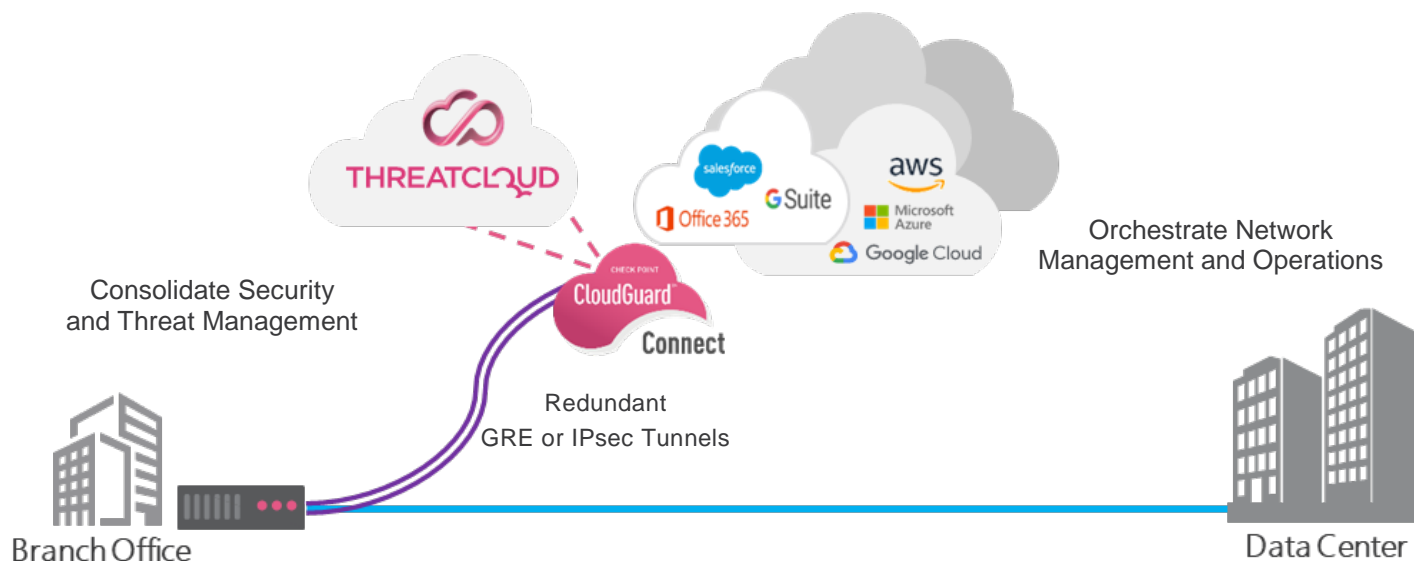 THREATCLOUD
salesforce
Office 365
G Suite
aws
Microsoft
Azure
Google Cloud
Orchestrate Network
Management and Operations
Consolidate Security
and Threat Management
CHECK POINT
CloudGuard™
Connect
Redundant
GRE or IPsec Tunnels
Branch Office
Data Center